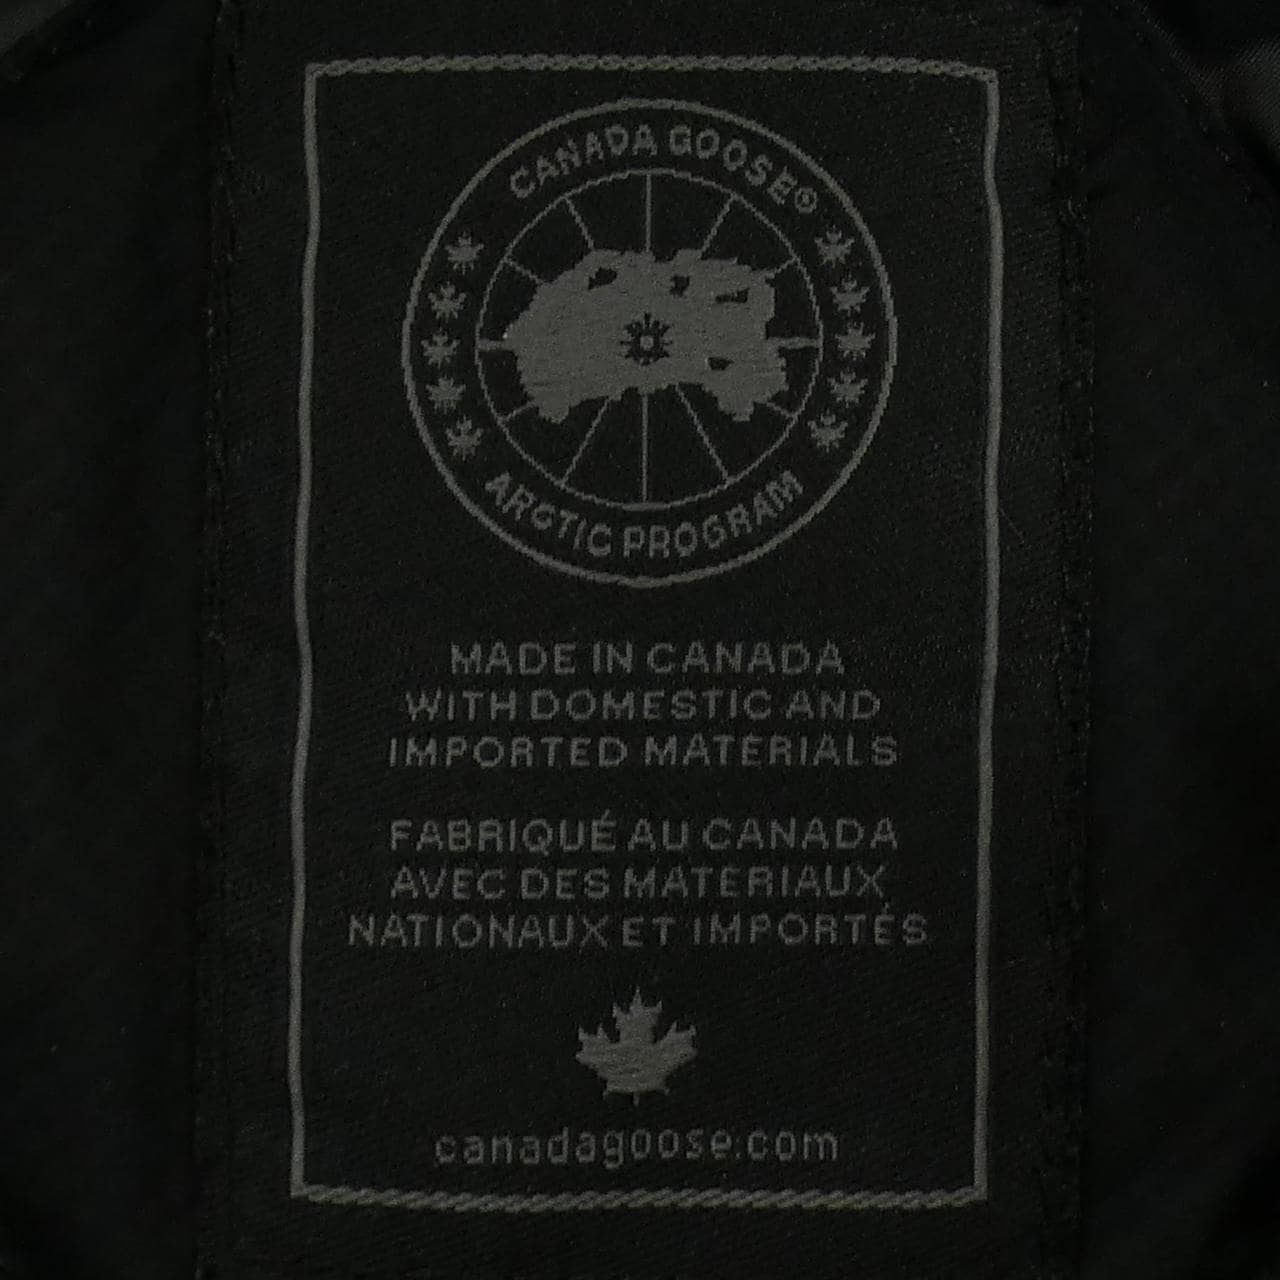 CANADA GOOSE®
ARCTIC PROGRAM
MADE IN CANADA
WITH DOMESTIC AND
IMPORTED MATERIALS
FABRIQUÉ AU CANADA
AVEC DES MATERIAUX
NATIONAUX ET IMPORTÉS
canadagoose.com